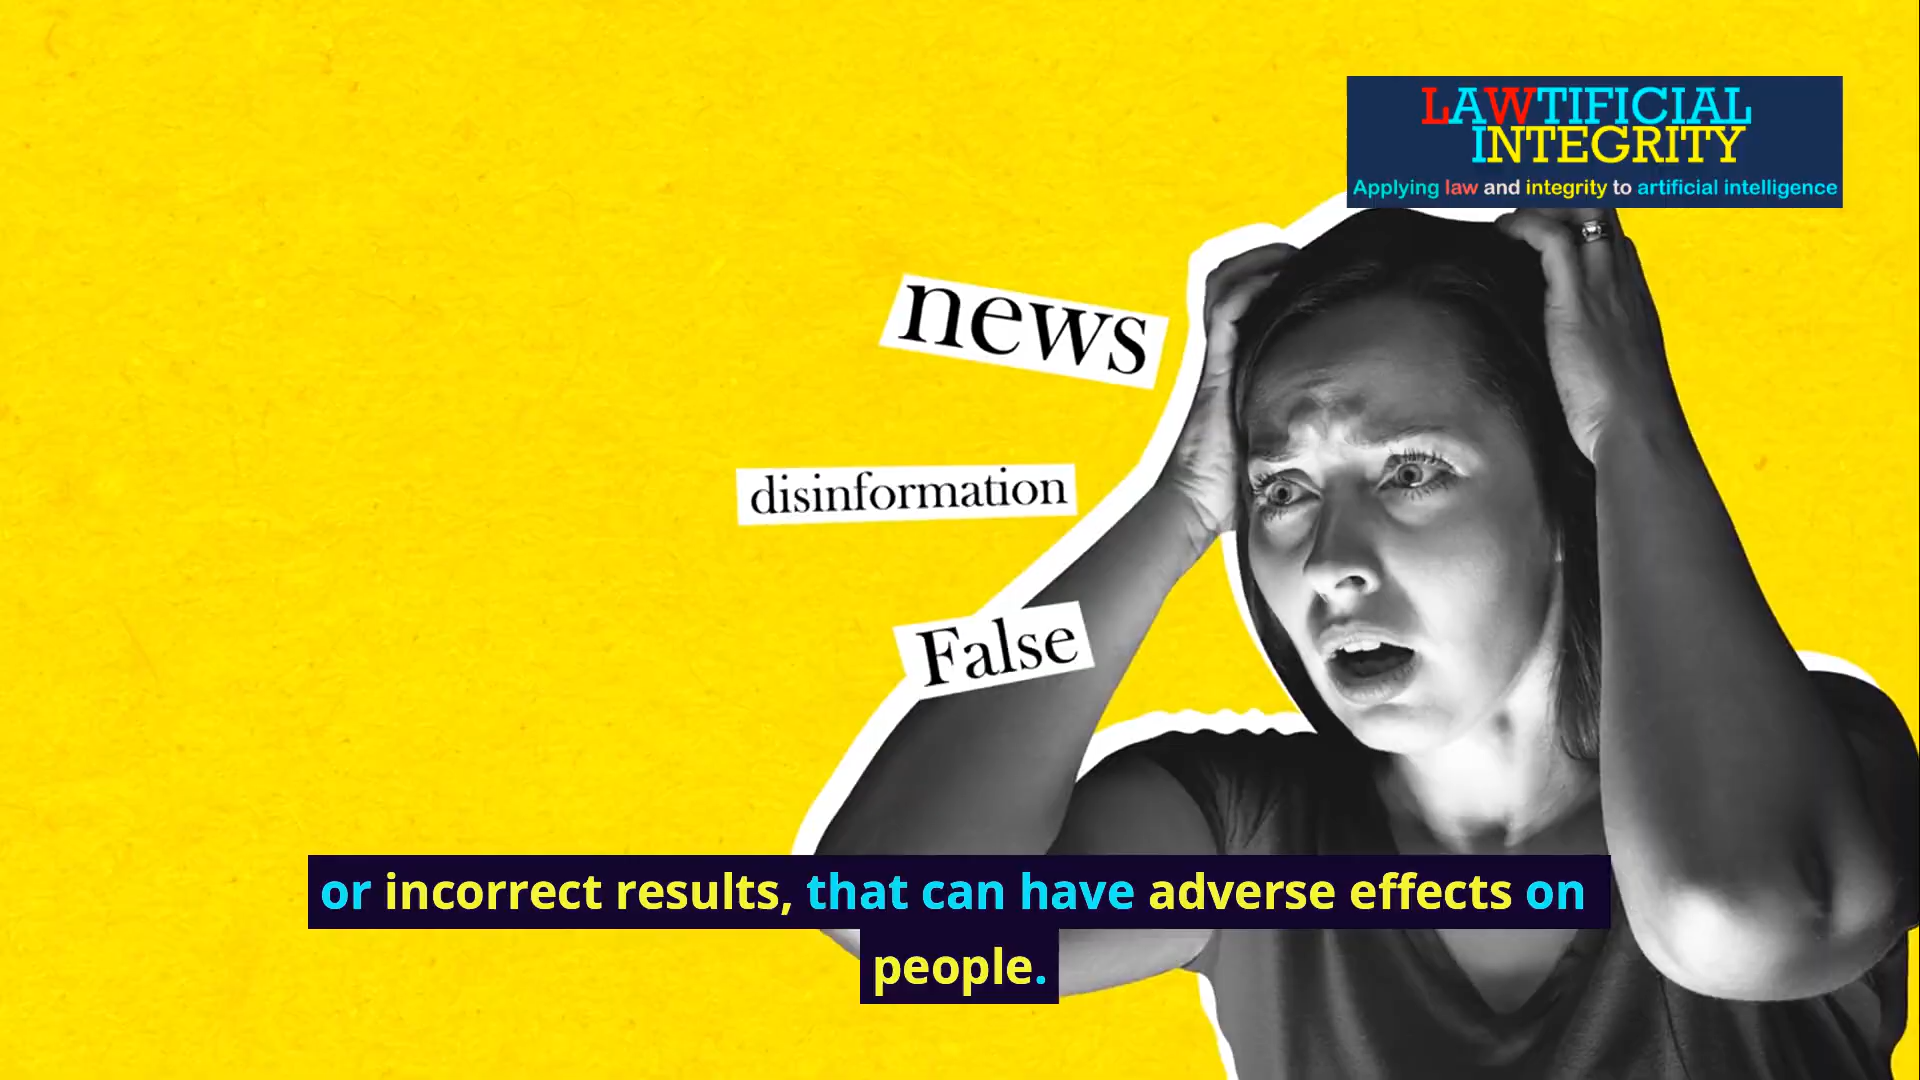 LAWTIFICIAL
INTEGRITY
Applying law and integrity to artificial intelligence
news
disinformation
False
or incorrect results, that can have adverse effects on
people.